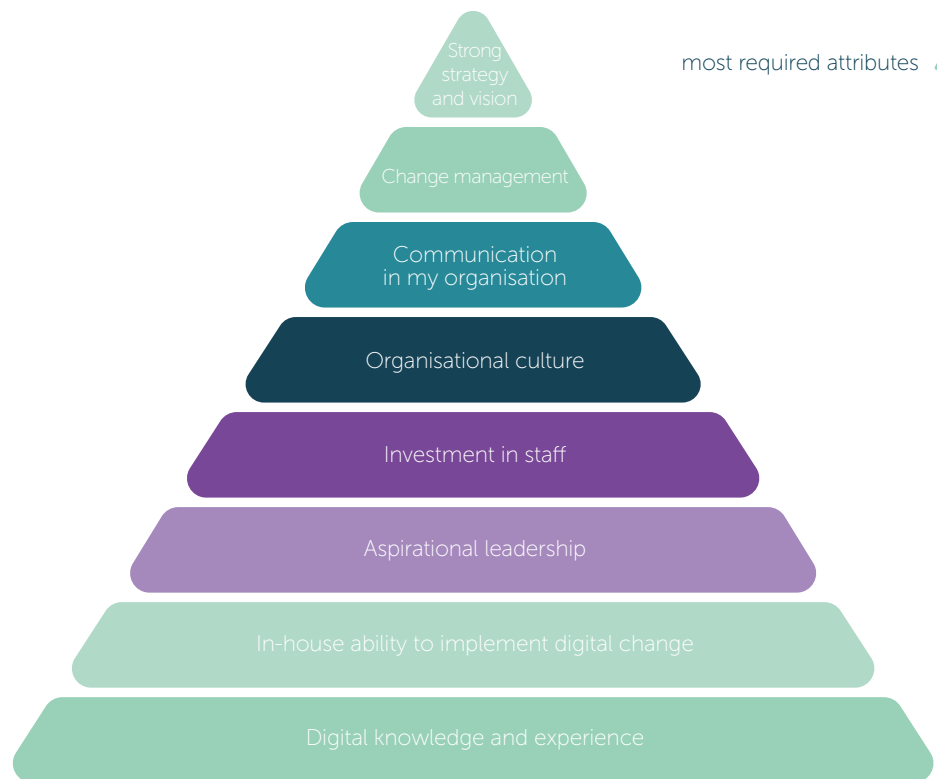 Strong
strategy
and vision
most required attributes
Change management
Communication
in my organisation
Organisational culture
Investment in staff
Aspirational leadership
In-house ability to implement digital change
Digital knowledge and experience